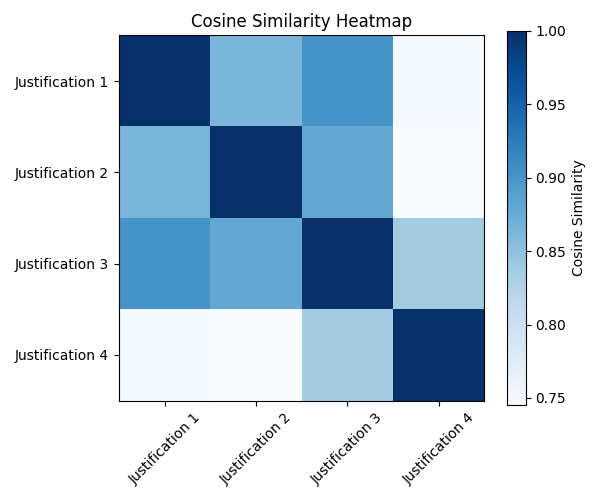 Cosine Similarity Heatmap
Justification 1
Justification 2
Justification 3
Justification 4
Justification 1
Justification 2
Justification 3
Justification 4
1.00
0.95
0.90
0.85
0.80
0.75
Cosine Similarity